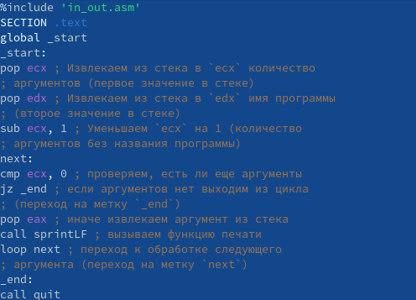 %include 'in_out.asm'
SECTION .text
global _start
_start:
pop ecx ; Извлекаем из стека в `ecx` количество
; аргументов (первое значение в стеке)
pop edx ; Извлекаем из стека в `edx` имя программы
; (второе значение в стеке)
sub ecx, 1 ; Уменьшаем `ecx` на 1 (количество
; аргументов без названия программы)
next:
cmp ecx, 0 ; проверяем, есть ли еще аргументы
jz _end ; если аргументов нет выходим из цикла
; (переход на метку `_end`)
pop eax ; иначе извлекаем аргумент из стека
call sprintLF ; вызываем функцию печати
loop next ; переход к обработке следующего
; аргумента (переход на метку `next`)
_end:
call quit